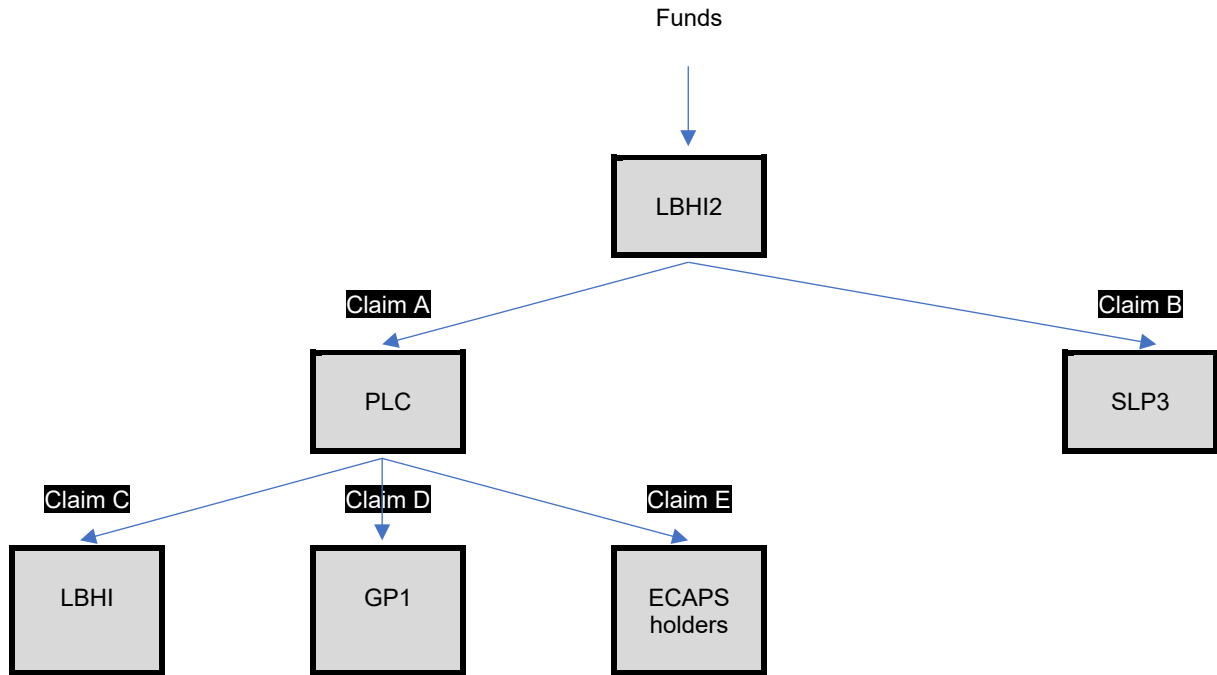 Funds
LBHI2
Claim A
Claim B
PLC
SLP3
Claim C
Claim D
Claim E
LBHI
GP1
ECAPS
holders